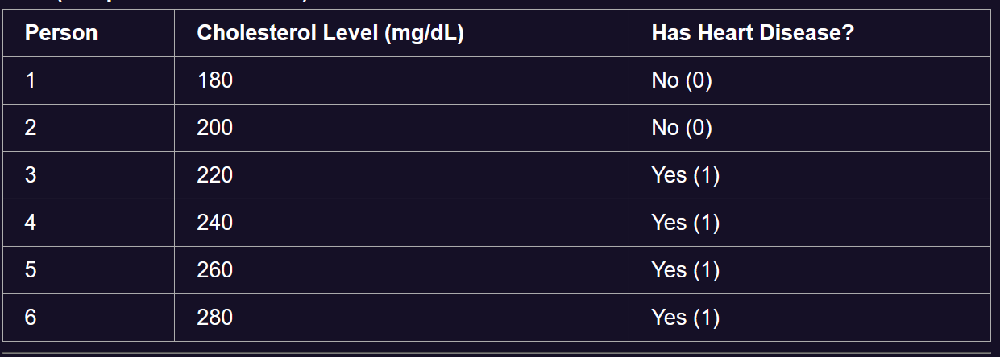 Person Cholesterol Level (mg/dL) Has Heart Disease?
1 180 No (0)
2 200 No (0)
3 220 Yes (1)
4 240 Yes (1)
5 260 Yes (1)
6 280 Yes (1)